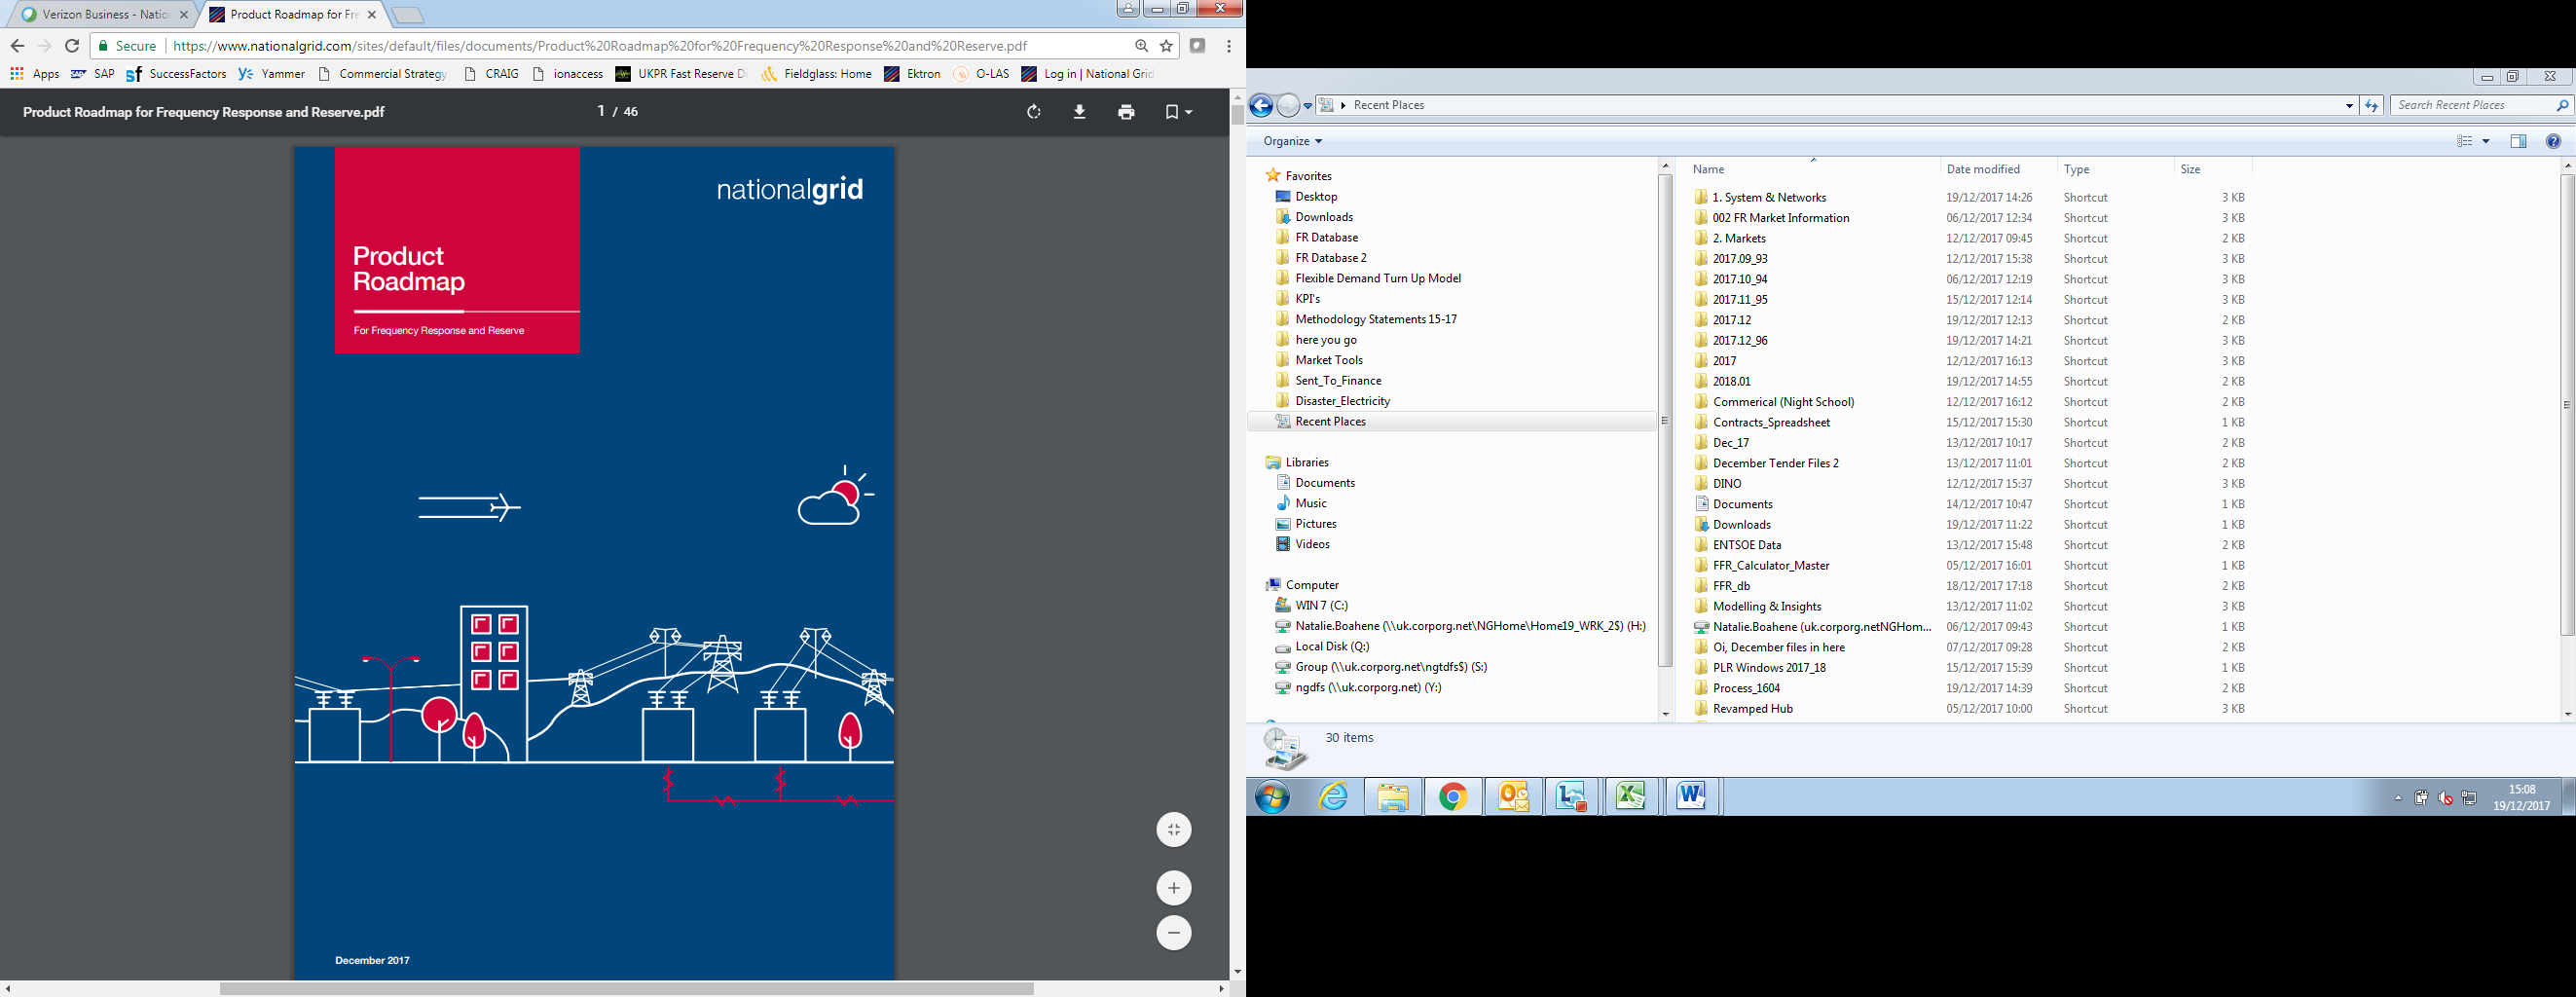 Verizon Business - Natio
Product Roadmap for Fre
Secure
https://www.nationalgrid.com/sites/default/files/documents/Product%20Roadmap%20for%20Frequency%20Response%20and%20Reserve.pdf
Apps SAP SuccessFactors Yammer Commercial Strategy CRAIG ionaccess UKPR Fast Reserve D Fieldglass: Home Ektron O-LAS Log in | National Grid
Product Roadmap for Frequency Response and Reserve.pdf
1 / 46
nationalgrid
Product
Roadmap
For Frequency Response and Reserve
December 2017
Recent Places
Search Recent Places
Organize
Favorites
Desktop
Downloads
FR Database
FR Database 2
Flexible Demand Turn Up Model
KPI's
Methodology Statements 15-17
here you go
Market Tools
Sent_To_Finance
Disaster_Electricity
Recent Places
Libraries
Documents
Music
Pictures
Videos
Computer
WIN 7 (C:)
Natalie.Boahene (\\uk.corporg.net\NGHome\Home19_WRK_2$) (H:)
Local Disk (Q:)
Group (\\uk.corporg.net\ngtdfs$) (S:)
ngdfs (\\uk.corporg.net) (Y:)
Name Date modified Type Size
1. System & Networks 19/12/2017 14:26 Shortcut 3 KB
002 FR Market Information 06/12/2017 12:34 Shortcut 3 KB
2. Markets 12/12/2017 09:45 Shortcut 2 KB
2017.09_93 12/12/2017 15:38 Shortcut 3 KB
2017.10_94 06/12/2017 12:19 Shortcut 3 KB
2017.11_95 15/12/2017 12:14 Shortcut 3 KB
2017.12 19/12/2017 12:13 Shortcut 2 KB
2017.12_96 19/12/2017 14:21 Shortcut 3 KB
2017 12/12/2017 16:13 Shortcut 3 KB
2018.01 19/12/2017 14:55 Shortcut 2 KB
Commerical (Night School) 12/12/2017 16:12 Shortcut 2 KB
Contracts_Spreadsheet 15/12/2017 15:30 Shortcut 1 KB
Dec_17 13/12/2017 10:17 Shortcut 2 KB
December Tender Files 2 13/12/2017 11:01 Shortcut 2 KB
DINO 12/12/2017 15:37 Shortcut 3 KB
Documents 14/12/2017 10:47 Shortcut 1 KB
Downloads 19/12/2017 11:22 Shortcut 1 KB
ENTSOE Data 13/12/2017 15:48 Shortcut 2 KB
FFR_Calculator_Master 05/12/2017 16:01 Shortcut 1 KB
FFR_db 18/12/2017 17:18 Shortcut 2 KB
Modelling & Insights 13/12/2017 11:02 Shortcut 3 KB
Natalie.Boahene (uk.corporg.netNGHom... 06/12/2017 09:43 Shortcut 1 KB
Oi, December files in here 07/12/2017 09:28 Shortcut 2 KB
PLR Windows 2017_18 15/12/2017 15:39 Shortcut 1 KB
Process_1604 19/12/2017 14:39 Shortcut 2 KB
Revamped Hub 05/12/2017 10:00 Shortcut 3 KB
30 items
15:08
19/12/2017